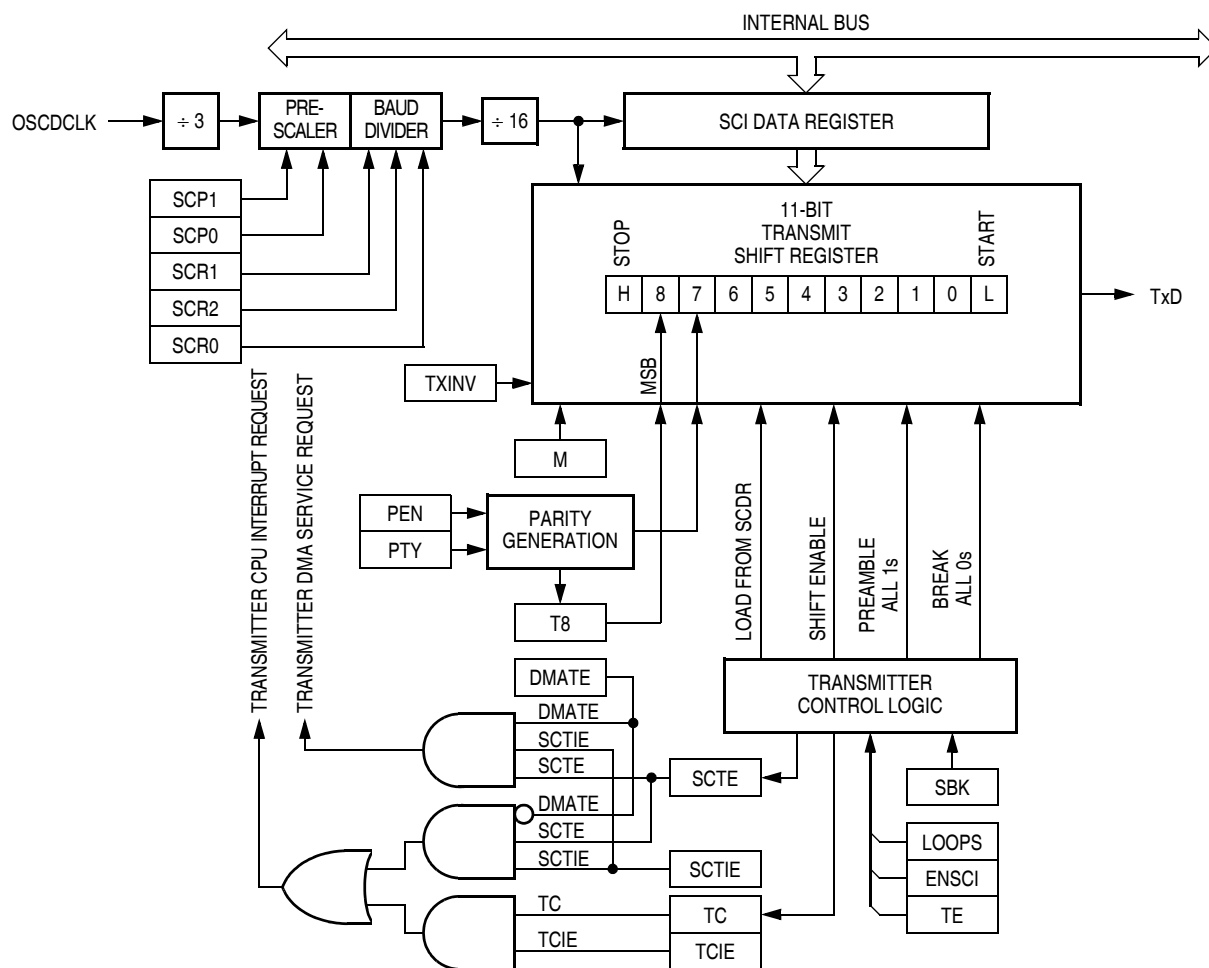 INTERNAL BUS
OSCDCLK
÷ 3
PRE-
SCALER
BAUD
DIVIDER
÷ 16
SCI DATA REGISTER
SCP1
SCP0
SCR1
SCR2
SCR0
11-BIT
TRANSMIT
SHIFT REGISTER
STOP
START
H 8 7 6 5 4 3 2 1 0 L
TxD
TXINV
MSB
M
TRANSMITTER CPU INTERRUPT REQUEST
TRANSMITTER DMA SERVICE REQUEST
PEN
PTY
PARITY
GENERATION
T8
LOAD FROM SCDR
SHIFT ENABLE
PREAMBLE
ALL 1s
BREAK
ALL 0s
DMATE
TRANSMITTER
CONTROL LOGIC
DMATE
SCTIE
SCTE
SCTE
SBK
DMATE
SCTE
SCTIE
SCTIE
LOOPS
ENSCI
TE
TC
TC
TCIE
TCIE